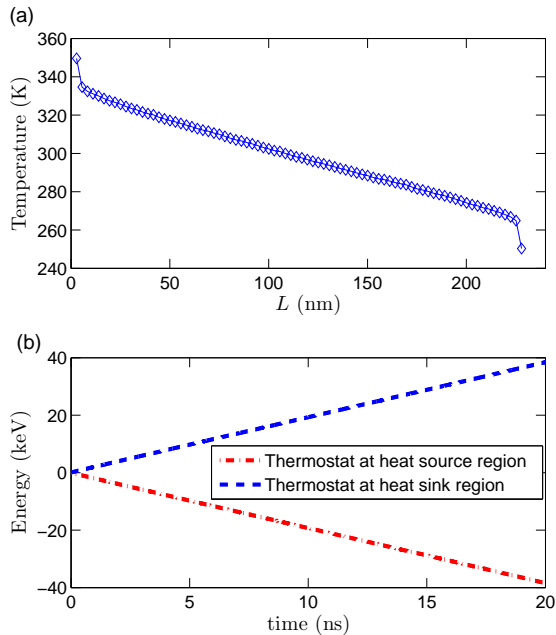 (a)
360
340
320
300
280
260
240
Temperature (K)
0 50 100 150 200
L (nm)
(b)
40
20
0
−20
−40
Energy (keV)
Thermostat at heat source region
Thermostat at heat sink region
0 5 10 15 20
time (ns)